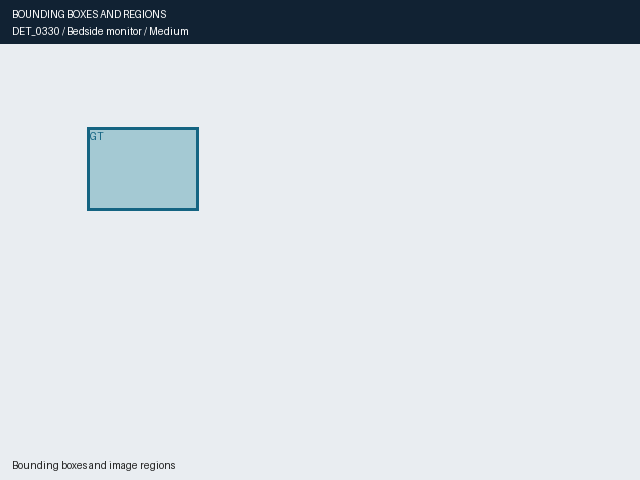 BOUNDING BOXES AND REGIONS
DET_0330 / Bedside monitor / Medium
GT
Bounding boxes and image regions